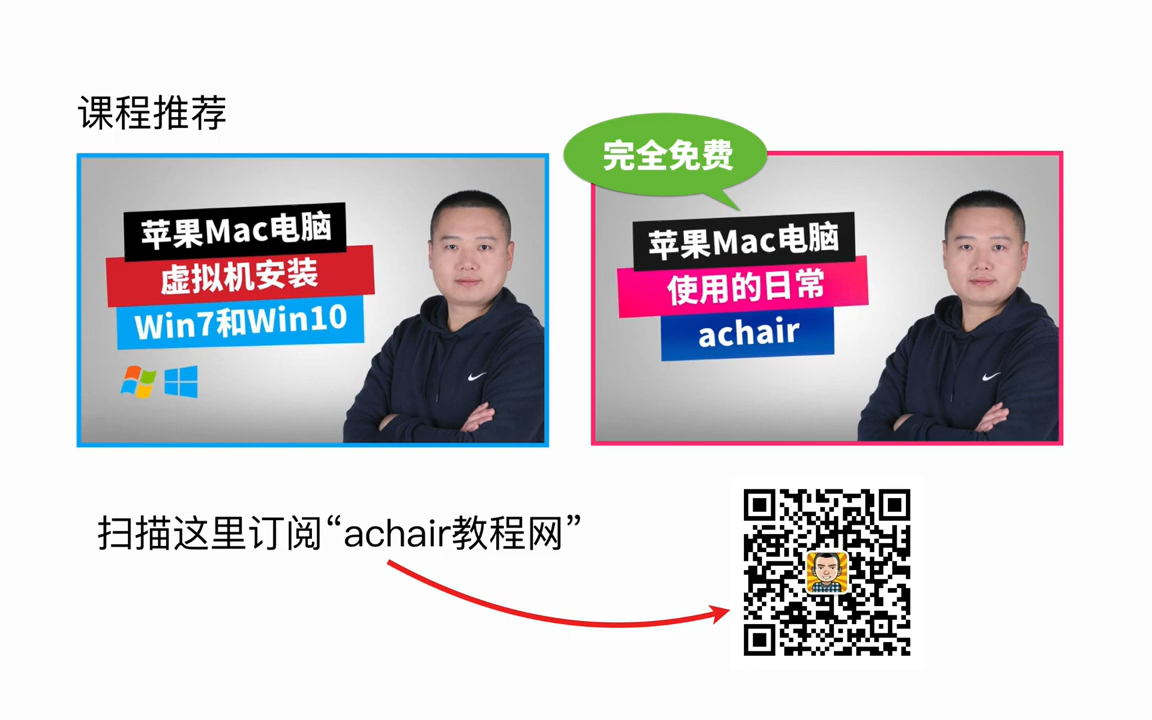 课程推荐
苹果Mac电脑
虚拟机安装
Win7和Win10
完全免费
苹果Mac电脑
使用的日常
achair
扫描这里订阅“achair教程网”